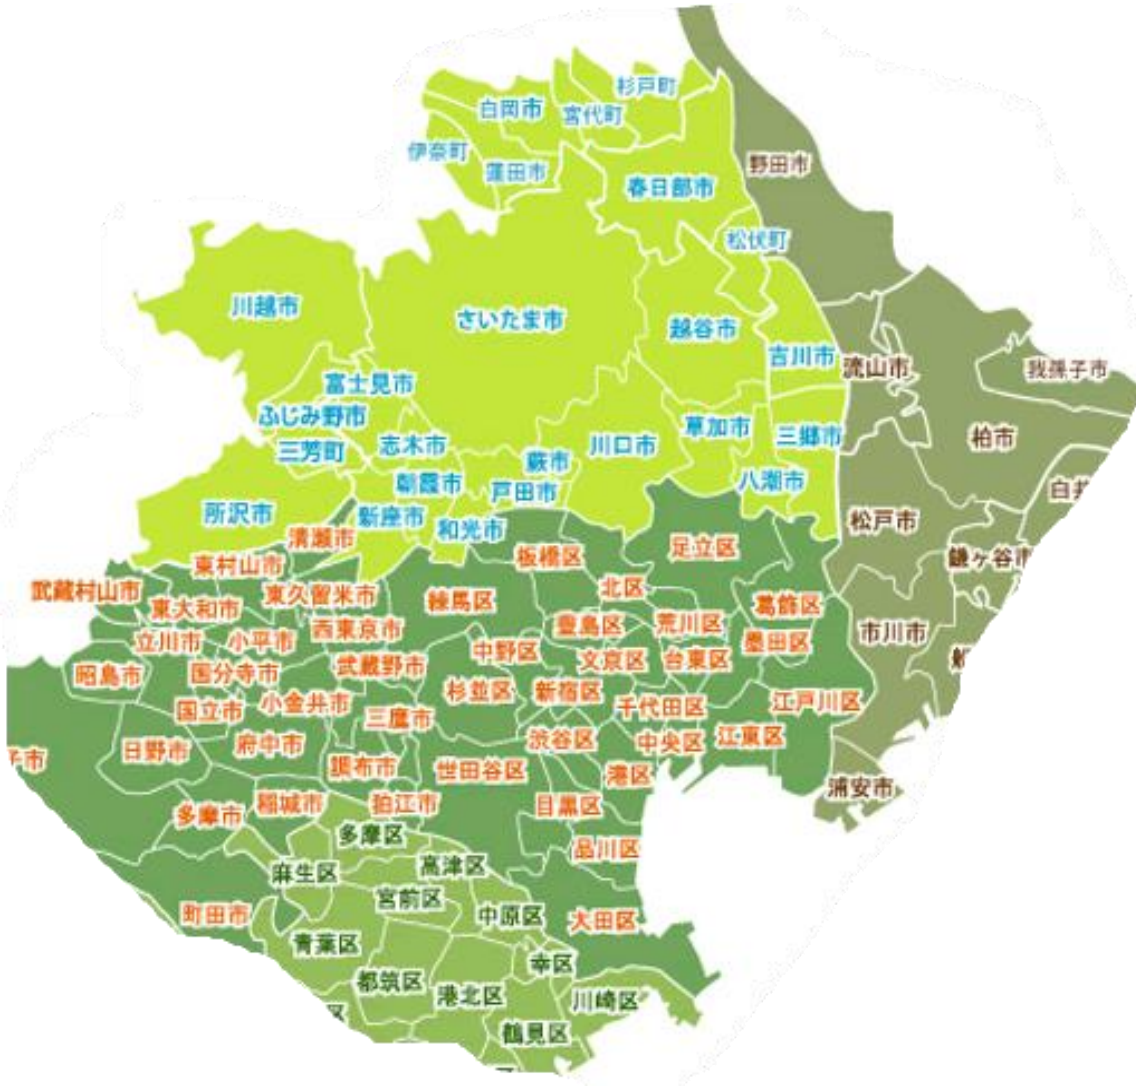 杉戸町
白岡市
宮代町
伊奈町
蓮田市
春日部市
野田市
松伏町
川越市
さいたま市
越谷市
吉川市
流山市
我孫子市
富士見市
ふじみ野市
三芳町
志木市
川口市
草加市
三郷市
柏市
蕨市
朝霞市
戸田市
八潮市
白井
所沢市
新座市
和光市
松戸市
清瀬市
板橋区
足立区
鎌ヶ谷市
東村山市
武蔵村山市
東久留米市
東大和市
練馬区
北区
葛飾区
立川市
小平市
西東京市
豊島区
荒川区
墨田区
市川市
昭島市
国分寺市
武蔵野市
中野区
文京区
台東区
国立市
小金井市
三鷹市
杉並区
新宿区
千代田区
江戸川区
子市
日野市
府中市
調布市
世田谷区
渋谷区
中央区
江東区
港区
浦安市
多摩市
稲城市
狛江市
目黒区
多摩区
品川区
麻生区
高津区
宮前区
町田市
中原区
大田区
青葉区
都筑区
港北区
幸区
川崎区
区
鶴見区